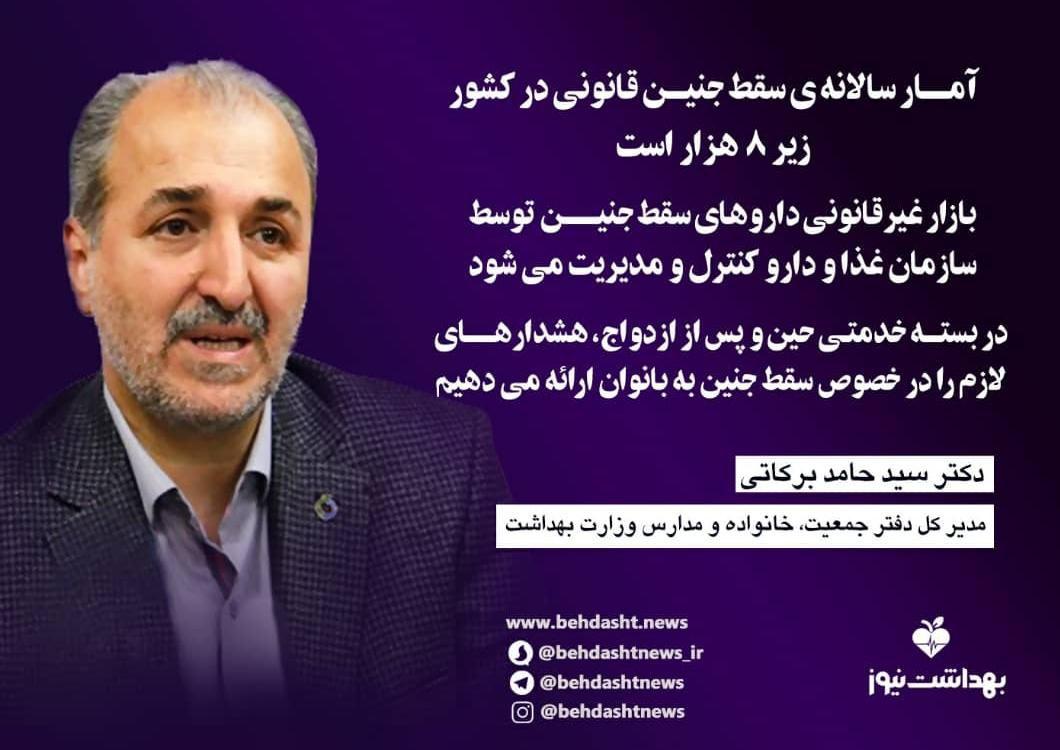 آمار سالانه‌ی سقط جنین قانونی در کشور
زیر ۸ هزار است
بازار غیرقانونی داروهای سقط جنین توسط
سازمان غذا و دارو کنترل و مدیریت می شود
در بسته خدمتی حین و پس از ازدواج، هشدارهای
لازم را در خصوص سقط جنین به بانوان ارائه می دهیم
دکتر سید حامد برکاتی
مدیر کل دفتر جمعیت، خانواده و مدارس وزارت بهداشت
www.behdasht.news
@behdashtnews_ir
@behdashtnews
@behdashtnews
بهداشت نیوز